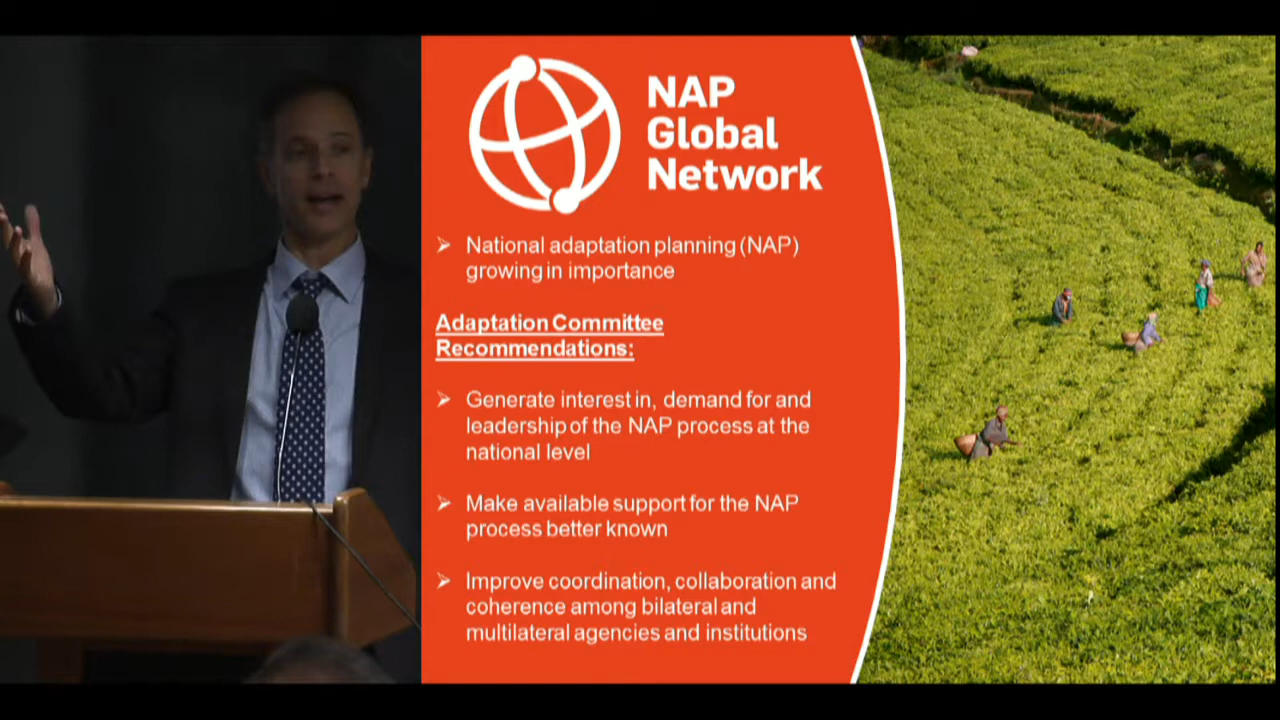 NAP
Global
Network
➢ National adaptation planning (NAP)
growing in importance
Adaptation Committee
Recommendations:
➢ Generate interest in, demand for and
leadership of the NAP process at the
national level
➢ Make available support for the NAP
process better known
➢ Improve coordination, collaboration and
coherence among bilateral and
multilateral agencies and institutions